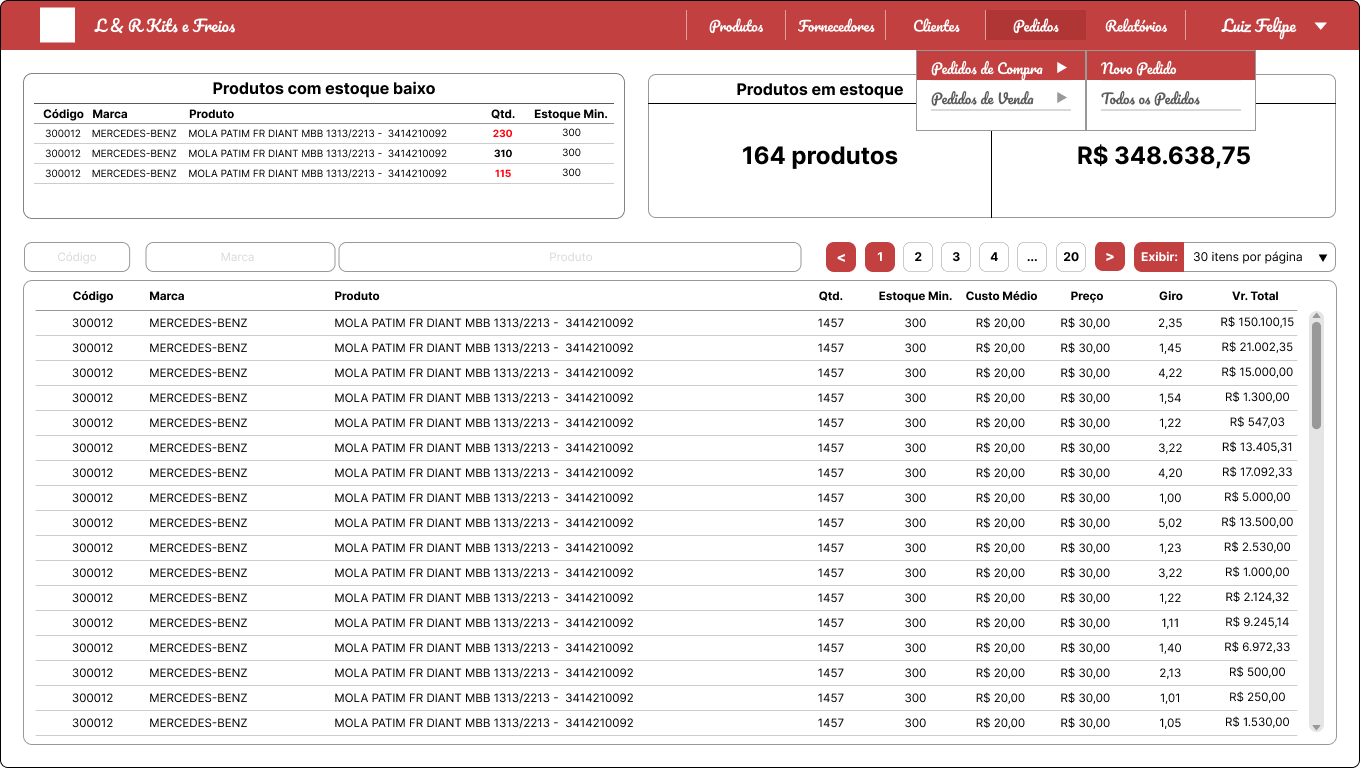 L & R Kits e Freios Produtos Fornecedores Clientes Pedidos Relatórios Luiz Felipe
Pedidos de Compra Novo Pedido
Pedidos de Venda Todos os Pedidos
Produtos com estoque baixo
Código Marca Produto Qtd. Estoque Min.
300012 MERCEDES-BENZ MOLA PATIM FR DIANT MBB 1313/2213 - 3414210092 230 300
300012 MERCEDES-BENZ MOLA PATIM FR DIANT MBB 1313/2213 - 3414210092 310 300
300012 MERCEDES-BENZ MOLA PATIM FR DIANT MBB 1313/2213 - 3414210092 115 300
Produtos em estoque
164 produtos R$ 348.638,75
Código Marca Produto < 1 2 3 4 ... 20 > Exibir: 30 itens por página
Código Marca Produto Qtd. Estoque Min. Custo Médio Preço Giro Vr. Total
300012 MERCEDES-BENZ MOLA PATIM FR DIANT MBB 1313/2213 - 3414210092 1457 300 R$ 20,00 R$ 30,00 2,35 R$ 150.100,15
300012 MERCEDES-BENZ MOLA PATIM FR DIANT MBB 1313/2213 - 3414210092 1457 300 R$ 20,00 R$ 30,00 1,45 R$ 21.002,35
300012 MERCEDES-BENZ MOLA PATIM FR DIANT MBB 1313/2213 - 3414210092 1457 300 R$ 20,00 R$ 30,00 4,22 R$ 15.000,00
300012 MERCEDES-BENZ MOLA PATIM FR DIANT MBB 1313/2213 - 3414210092 1457 300 R$ 20,00 R$ 30,00 1,54 R$ 1.300,00
300012 MERCEDES-BENZ MOLA PATIM FR DIANT MBB 1313/2213 - 3414210092 1457 300 R$ 20,00 R$ 30,00 1,22 R$ 547,03
300012 MERCEDES-BENZ MOLA PATIM FR DIANT MBB 1313/2213 - 3414210092 1457 300 R$ 20,00 R$ 30,00 3,22 R$ 13.405,31
300012 MERCEDES-BENZ MOLA PATIM FR DIANT MBB 1313/2213 - 3414210092 1457 300 R$ 20,00 R$ 30,00 4,20 R$ 17.092,33
300012 MERCEDES-BENZ MOLA PATIM FR DIANT MBB 1313/2213 - 3414210092 1457 300 R$ 20,00 R$ 30,00 1,00 R$ 5.000,00
300012 MERCEDES-BENZ MOLA PATIM FR DIANT MBB 1313/2213 - 3414210092 1457 300 R$ 20,00 R$ 30,00 5,02 R$ 13.500,00
300012 MERCEDES-BENZ MOLA PATIM FR DIANT MBB 1313/2213 - 3414210092 1457 300 R$ 20,00 R$ 30,00 1,23 R$ 2.530,00
300012 MERCEDES-BENZ MOLA PATIM FR DIANT MBB 1313/2213 - 3414210092 1457 300 R$ 20,00 R$ 30,00 3,22 R$ 1.000,00
300012 MERCEDES-BENZ MOLA PATIM FR DIANT MBB 1313/2213 - 3414210092 1457 300 R$ 20,00 R$ 30,00 1,22 R$ 2.124,32
300012 MERCEDES-BENZ MOLA PATIM FR DIANT MBB 1313/2213 - 3414210092 1457 300 R$ 20,00 R$ 30,00 1,11 R$ 9.245,14
300012 MERCEDES-BENZ MOLA PATIM FR DIANT MBB 1313/2213 - 3414210092 1457 300 R$ 20,00 R$ 30,00 1,40 R$ 6.972,33
300012 MERCEDES-BENZ MOLA PATIM FR DIANT MBB 1313/2213 - 3414210092 1457 300 R$ 20,00 R$ 30,00 2,13 R$ 500,00
300012 MERCEDES-BENZ MOLA PATIM FR DIANT MBB 1313/2213 - 3414210092 1457 300 R$ 20,00 R$ 30,00 1,01 R$ 250,00
300012 MERCEDES-BENZ MOLA PATIM FR DIANT MBB 1313/2213 - 3414210092 1457 300 R$ 20,00 R$ 30,00 1,05 R$ 1.530,00